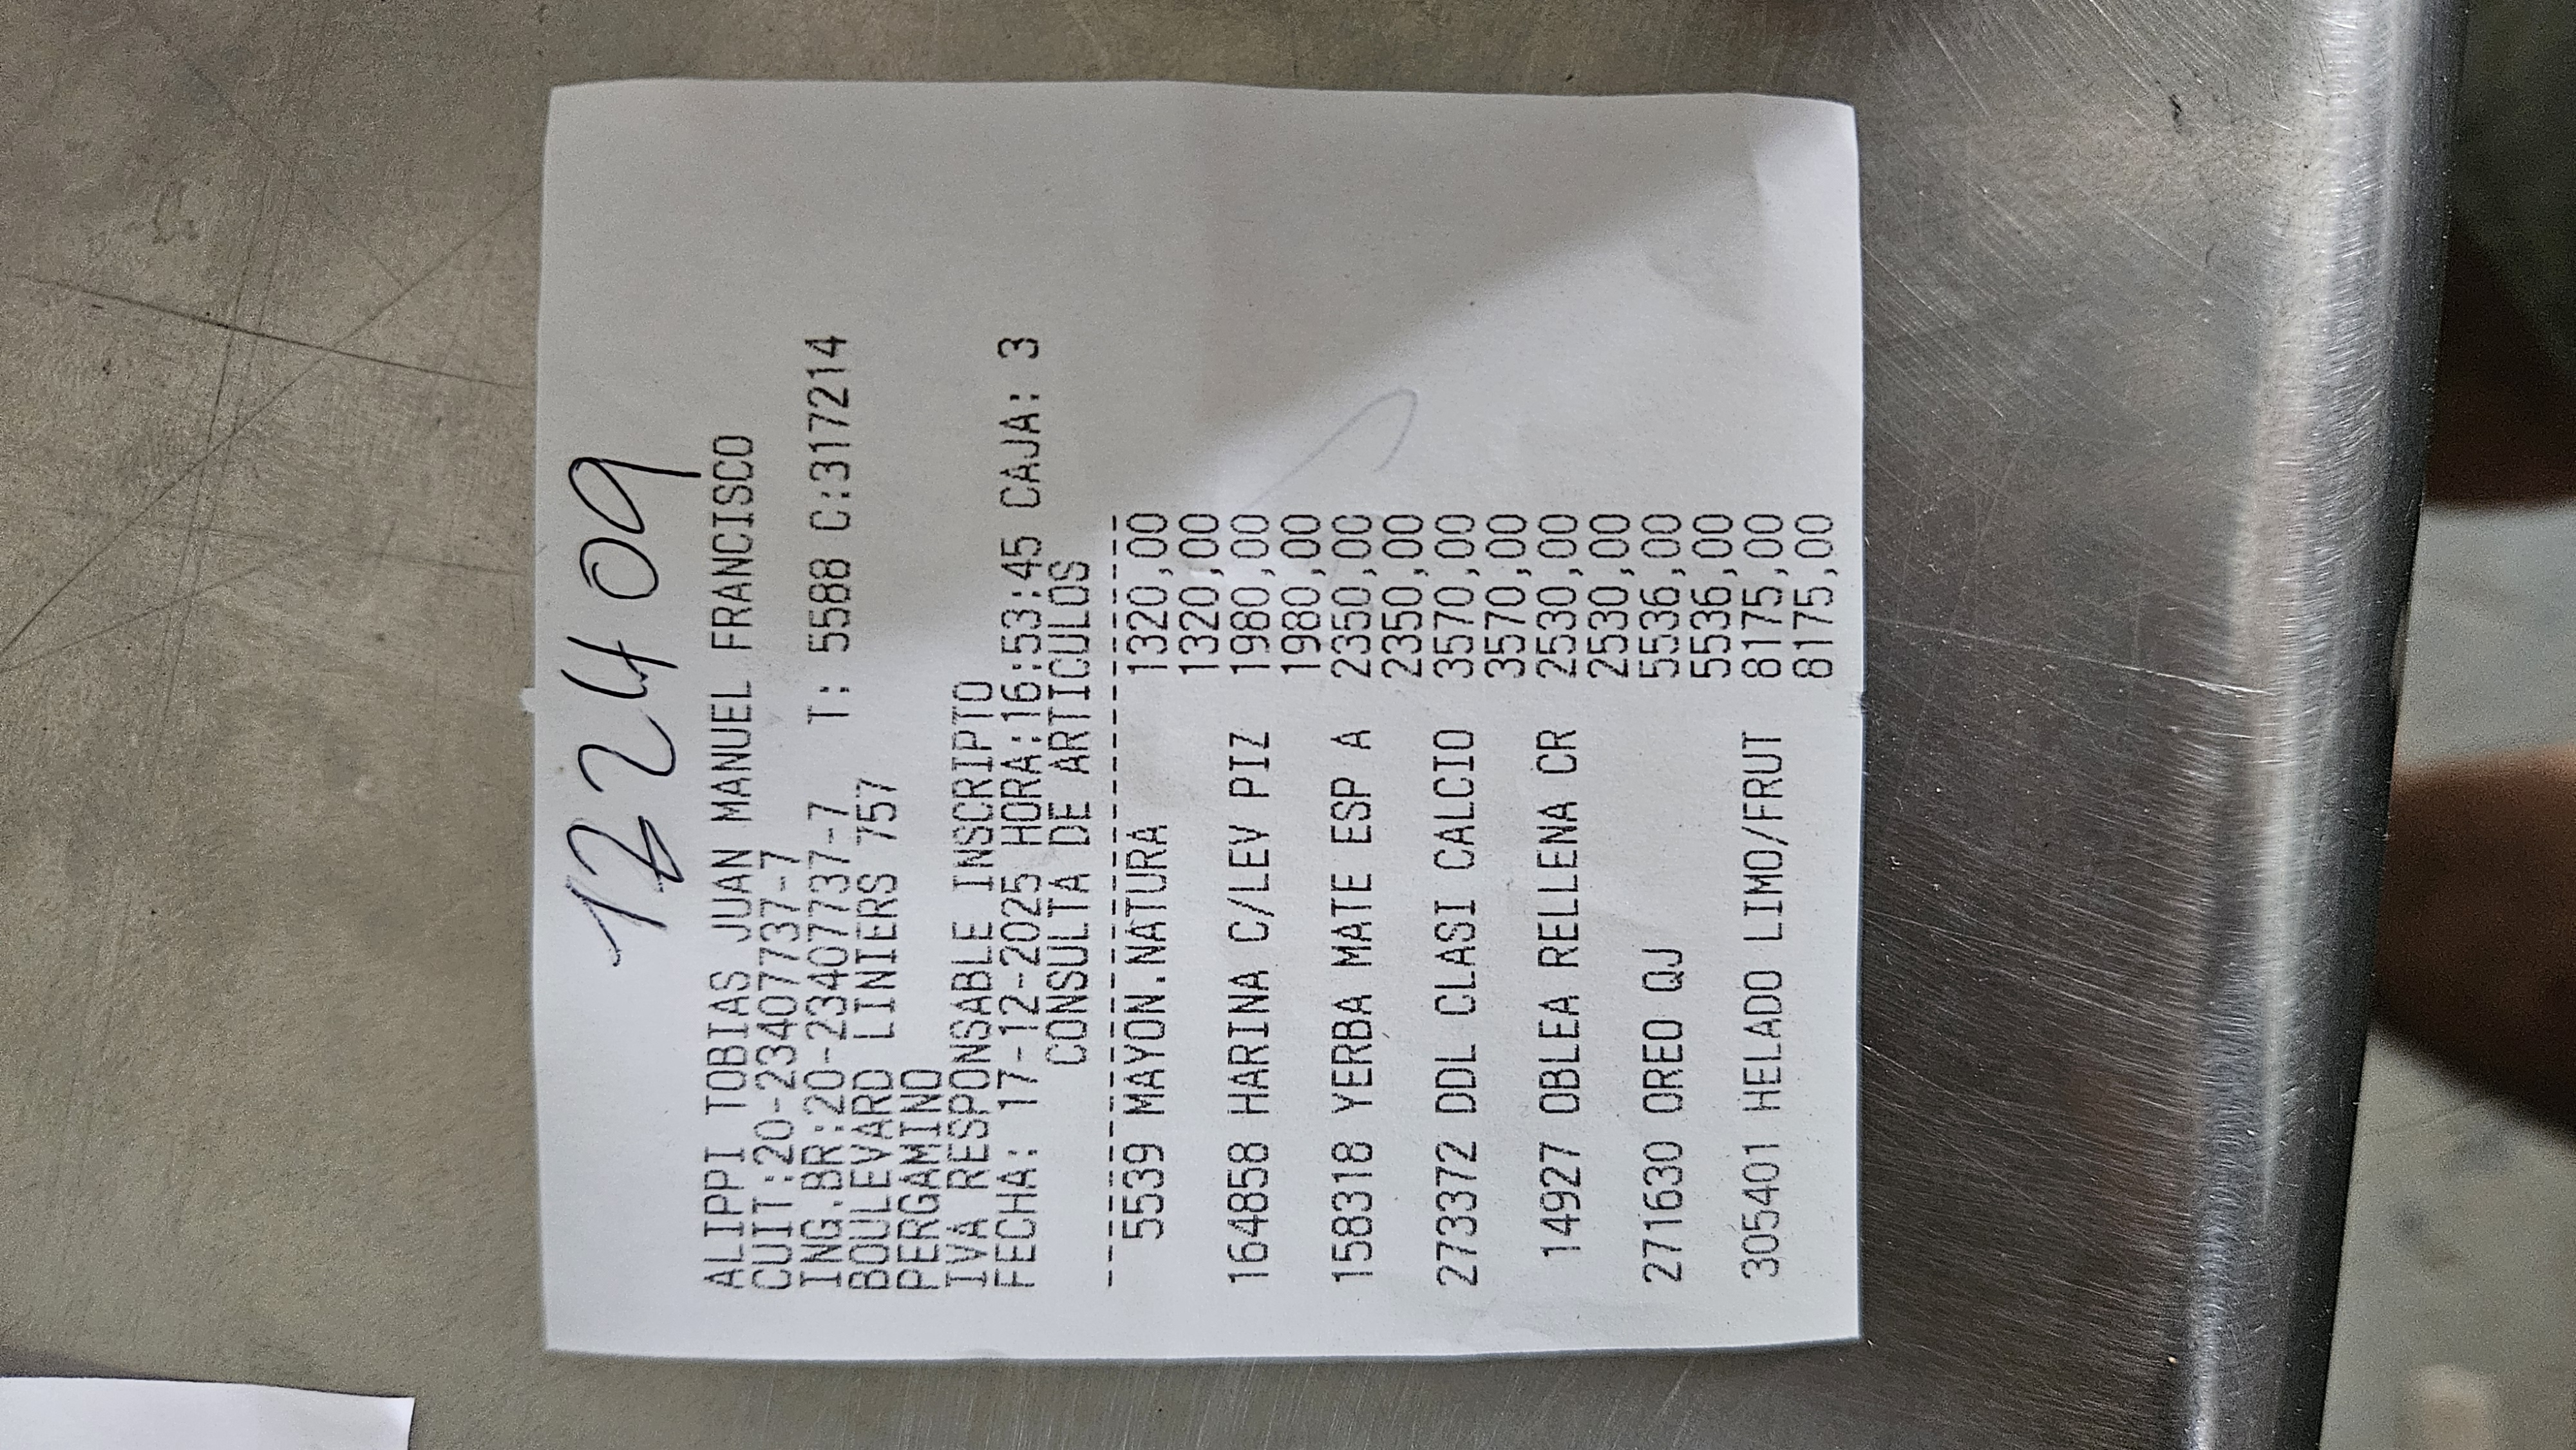 12409
ALIPPI TOBIAS JUAN MANUEL FRANCISCO
CUIT:20-23407737-7
ING.BR:20-23407737-7 T: 5588 C:317214
BOULEVARD LINIERS 757
PERGAMINO
IVA RESPONSABLE INSCRIPTO
FECHA: 17-12-2025 HORA:16:53:45 CAJA: 3
CONSULTA DE ARTICULOS
5539 MAYON.NATURA 1320,00
1320,00
164858 HARINA C/LEV PIZ 1980,00
1980,00
158318 YERBA MATE ESP A 2350,00
2350,00
273372 DDL CLASI CALCIO 3570,00
3570,00
14927 OBLEA RELLENA CR 2530,00
2530,00
271630 OREO QJ 5536,00
5536,00
305401 HELADO LIMO/FRUT 8175,00
8175,00